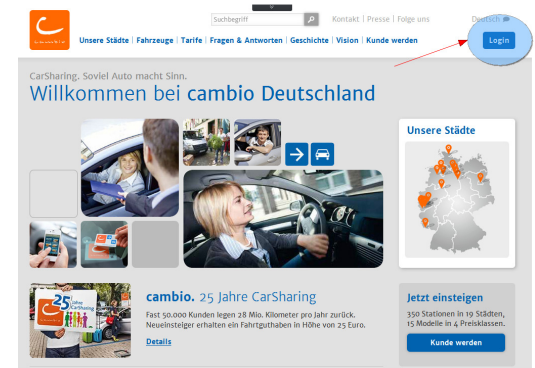 Suchbegriff
Kontakt | Presse | Folge uns
Deutsch
Unsere Städte | Fahrzeuge | Tarife | Fragen & Antworten | Geschichte | Vision | Kunde werden
Login
CarSharing. Soviel Auto macht Sinn.
Willkommen bei cambio Deutschland
Unsere Städte
25 Jahre
CarSharing
cambio. 25 Jahre CarSharing
Fast 50.000 Kunden legen 28 Mio. Kilometer pro Jahr zurück.
Neueinsteiger erhalten ein Fahrtguthaben in Höhe von 25 Euro.
Details
Jetzt einsteigen
350 Stationen in 19 Städten,
15 Modelle in 4 Preisklassen.
Kunde werden